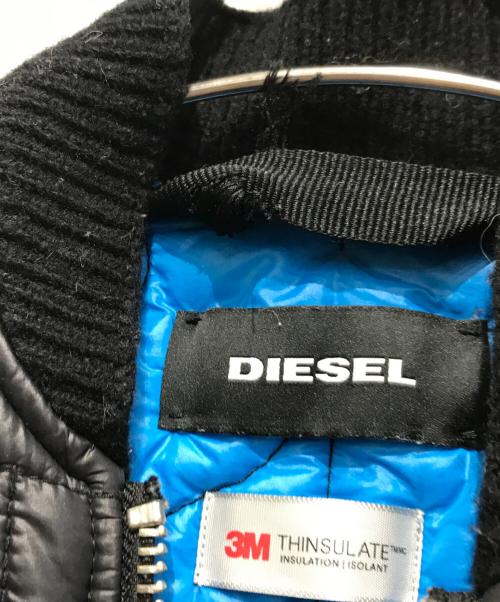 DIESEL
3M THINSULATE™MC
INSULATION | ISOLANT